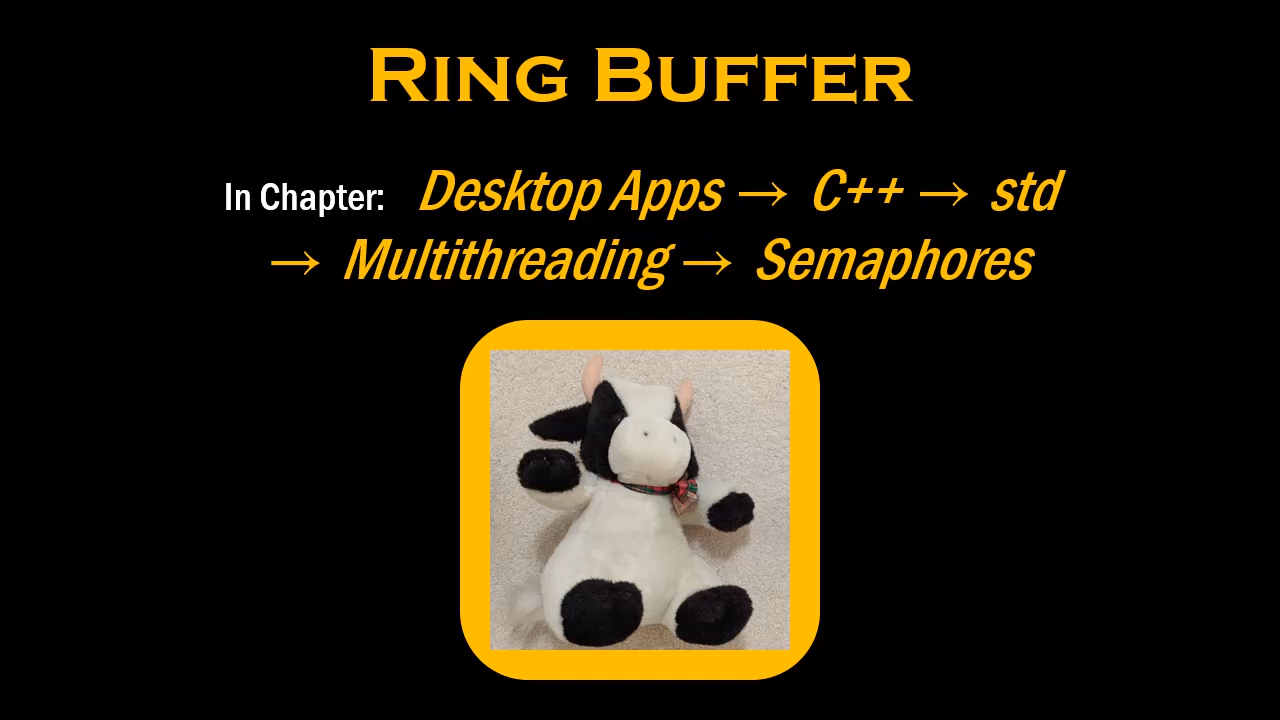 Ring Buffer
In Chapter: Desktop Apps → C++ → std
→ Multithreading → Semaphores